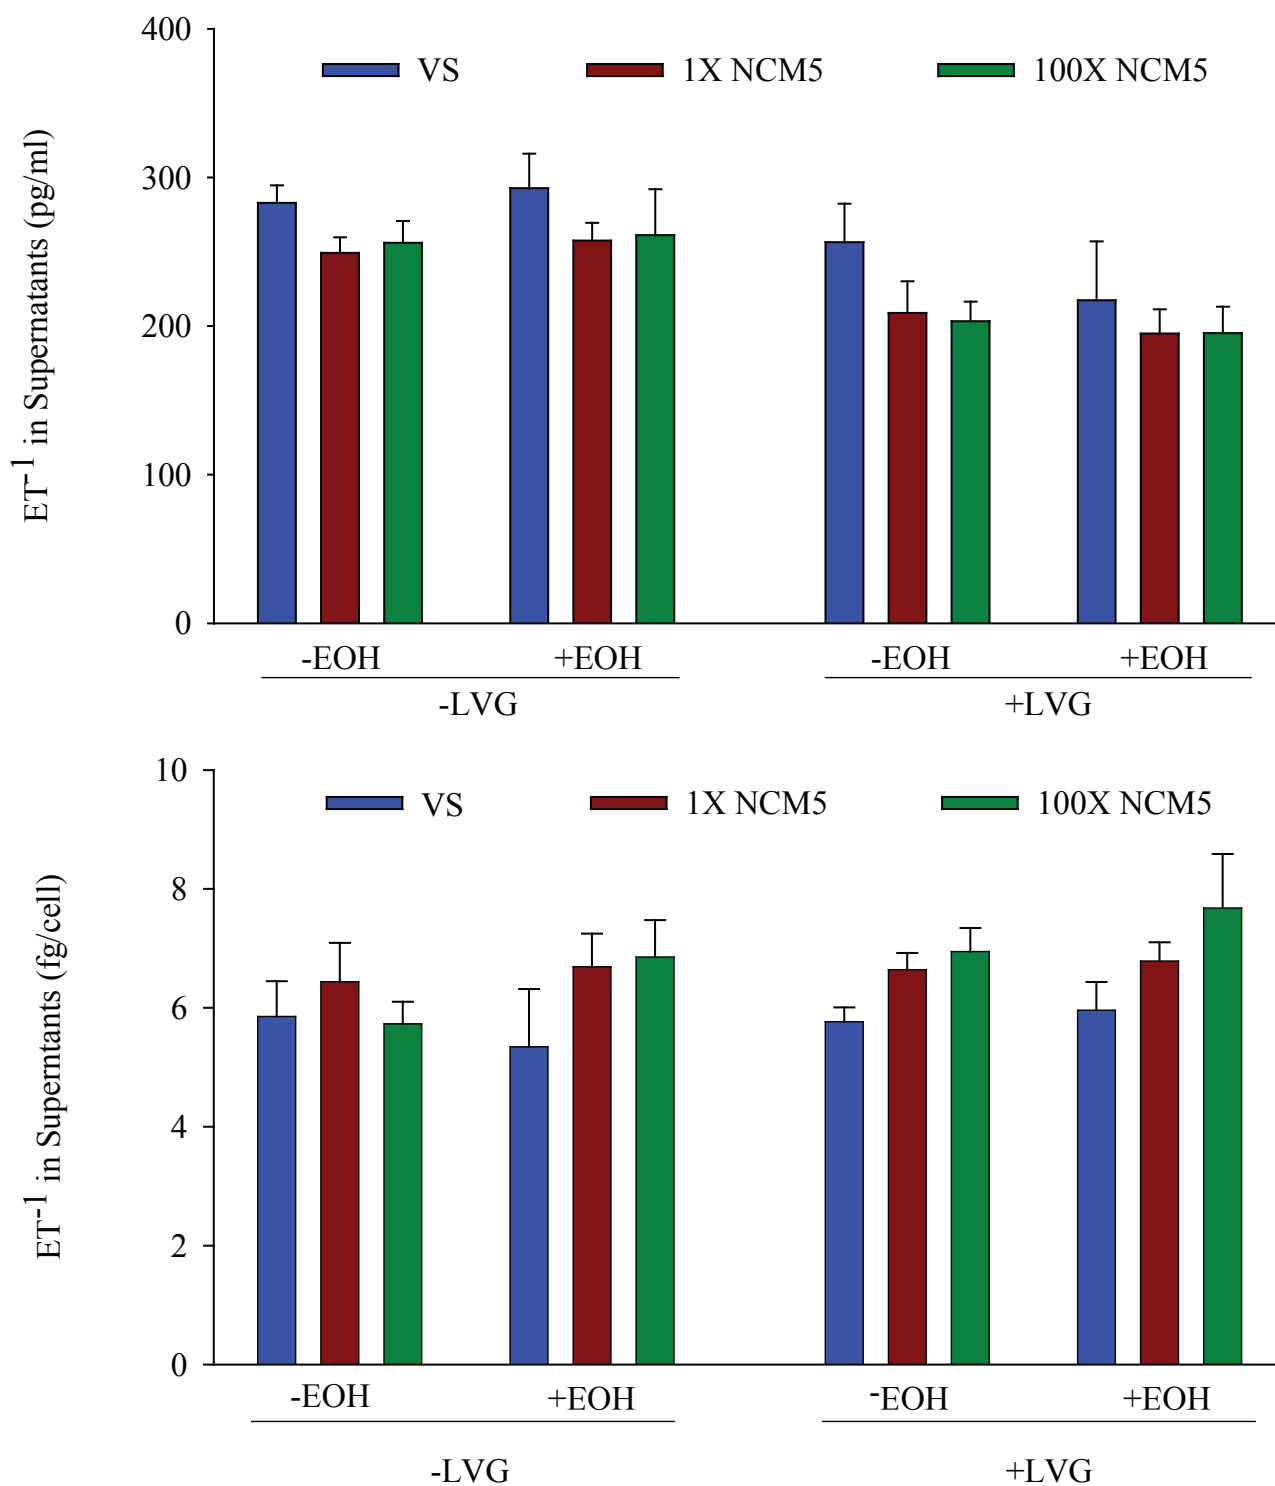 400
VS
1X NCM5
100X NCM5
300
200
100
0
ET-1 in Supernatants (pg/ml)
-EOH
+EOH
-EOH
+EOH
-LVG
+LVG
10
VS
1X NCM5
100X NCM5
8
6
4
2
0
ET-1 in Superntants (fg/cell)
-EOH
+EOH
-EOH
+EOH
-LVG
+LVG